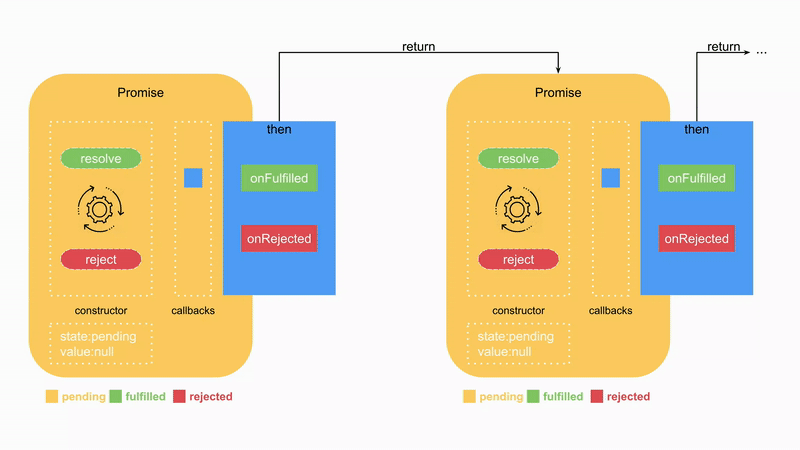 return
return ...
Promise
then
resolve
onFulfilled
onRejected
reject
constructor
callbacks
state:pending
value:null
pending fulfilled rejected
Promise
then
resolve
onFulfilled
onRejected
reject
constructor
callbacks
state:pending
value:null
pending fulfilled rejected